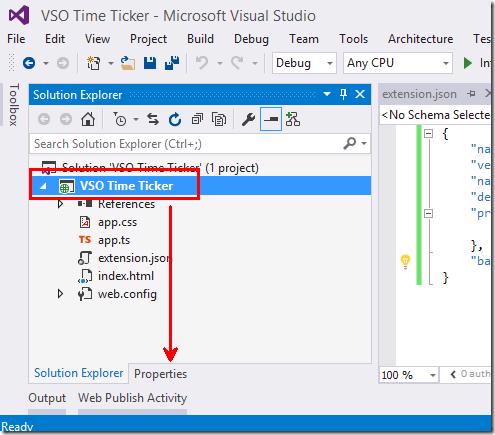 VSO Time Ticker - Microsoft Visual Studio
File Edit View Project Build Debug Team Tools Architecture Tes
Debug Any CPU In
Toolbox
Solution Explorer
Search Solution Explorer (Ctrl+;)
Solution 'VSO Time Ticker' (1 project)
VSO Time Ticker
References
app.css
TS app.ts
extension.json
index.html
web.config
Solution Explorer Properties
extension.json
<No Schema Selecte
{
"na
"ve
"na
"de
"pr
},
"ba
}
100 % 0 auth
Output Web Publish Activity
Ready